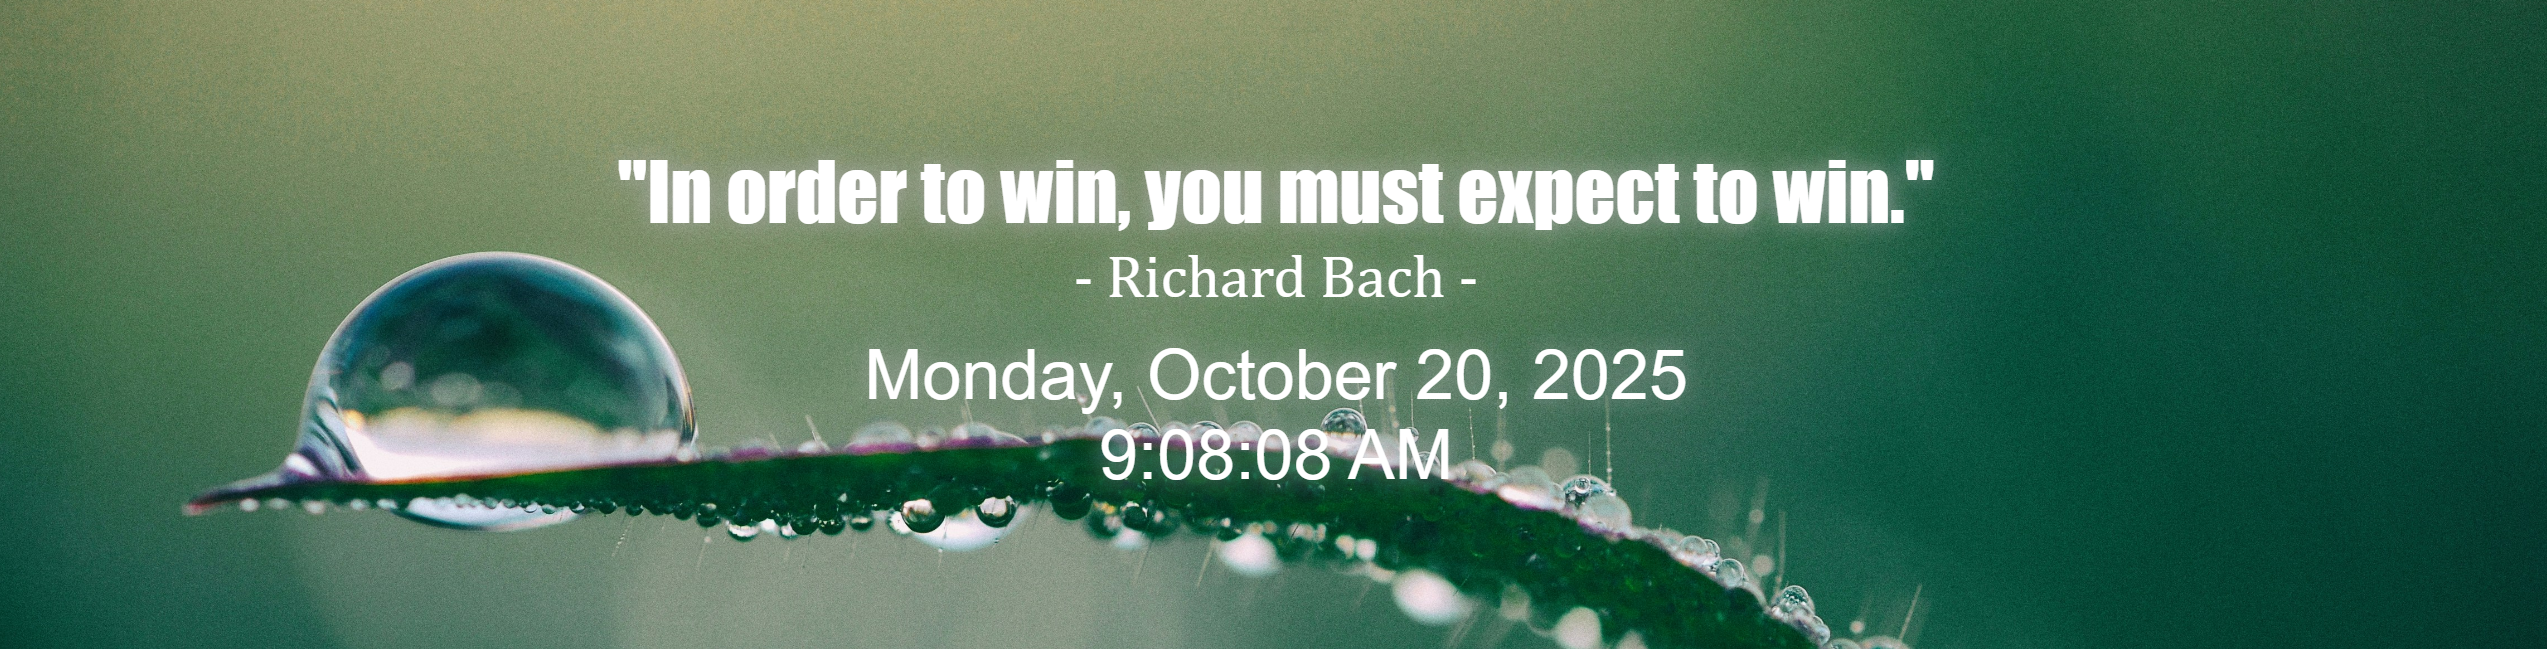 "In order to win, you must expect to win."
- Richard Bach -
Monday, October 20, 2025
9:08:08 AM